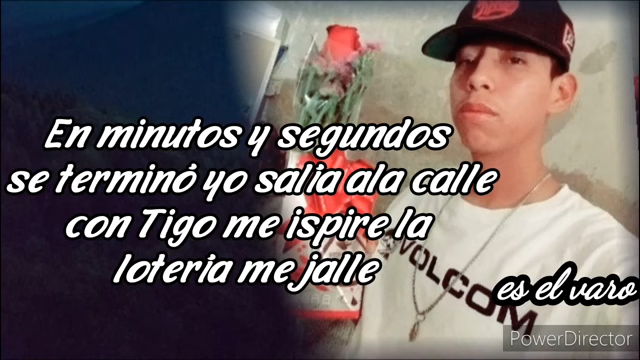 En minutos y segundos
se terminó yo salia ala calle
con Tigo me ispire la
loteria me jalle
VOLCOM
es el varo
PowerDirector